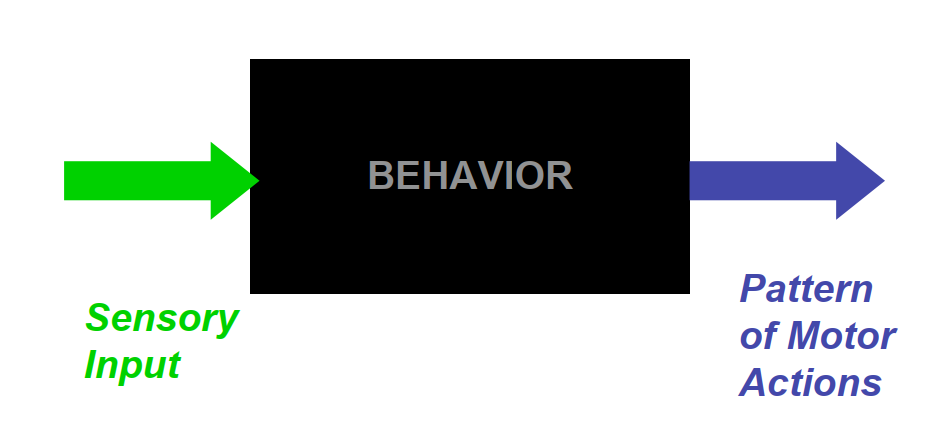 BEHAVIOR
Sensory
Input
Pattern
of Motor
Actions